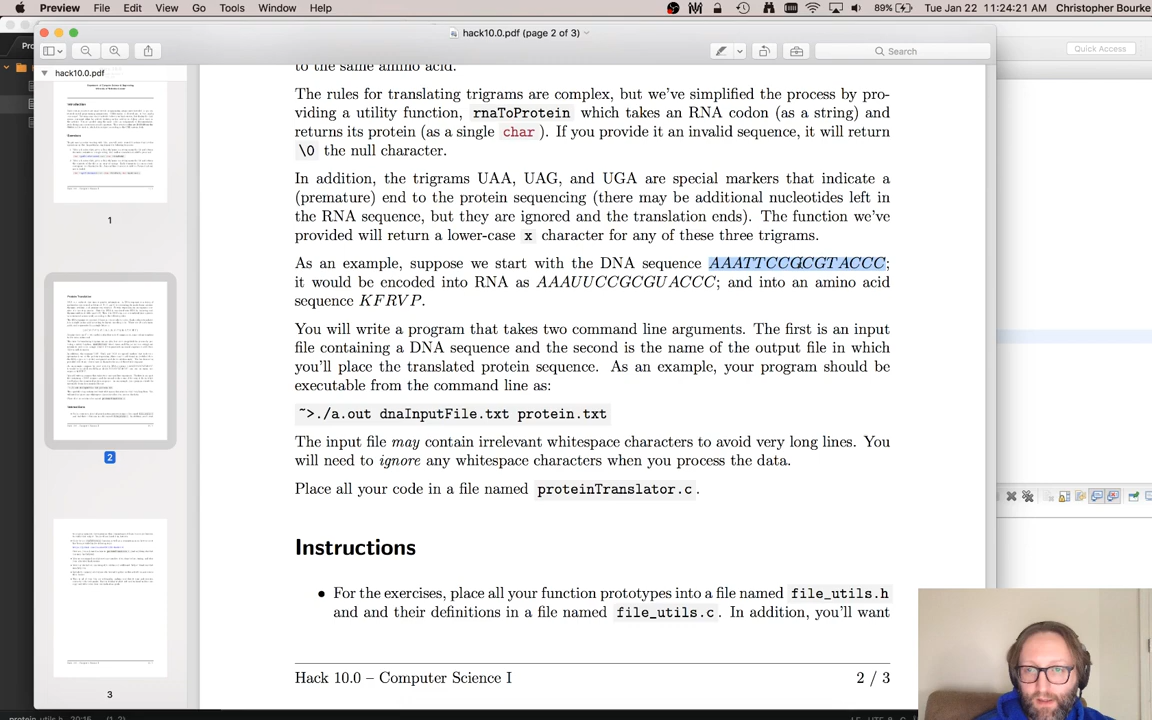 Preview File Edit View Go Tools Window Help 89% Tue Jan 22 11:24:21 AM Christopher Bourke
hack10.0.pdf (page 2 of 3)
Search
Quick Access
hack10.0.pdf
1
2
3
to the same amino acid.
The rules for translating trigrams are complex, but we've simplified the process by pro-
viding a utility function, rnaToProtein which takes an RNA codon (as a string) and
returns its protein (as a single char ). If you provide it an invalid sequence, it will return
\0 the null character.
In addition, the trigrams UAA, UAG, and UGA are special markers that indicate a
(premature) end to the protein sequencing (there may be additional nucleotides left in
the RNA sequence, but they are ignored and the translation ends). The function we've
provided will return a lower-case x character for any of these three trigrams.
As an example, suppose we start with the DNA sequence AAATTCCGCGTACCC;
it would be encoded into RNA as AAAUUCCGCGUACCC; and into an amino acid
sequence KFRVP.
You will write a program that takes two command line arguments. The first is an input
file containing a DNA sequence and the second is the name of the output file in which
you'll place the translated protein sequence. As an example, your program should be
executable from the command line as:
~>./a.out dnaInputFile.txt protein.txt
The input file may contain irrelevant whitespace characters to avoid very long lines. You
will need to ignore any whitespace characters when you process the data.
Place all your code in a file named proteinTranslator.c.
Instructions
• For the exercises, place all your function prototypes into a file named file_utils.h
and and their definitions in a file named file_utils.c. In addition, you'll want
Hack 10.0 – Computer Science I 2 / 3